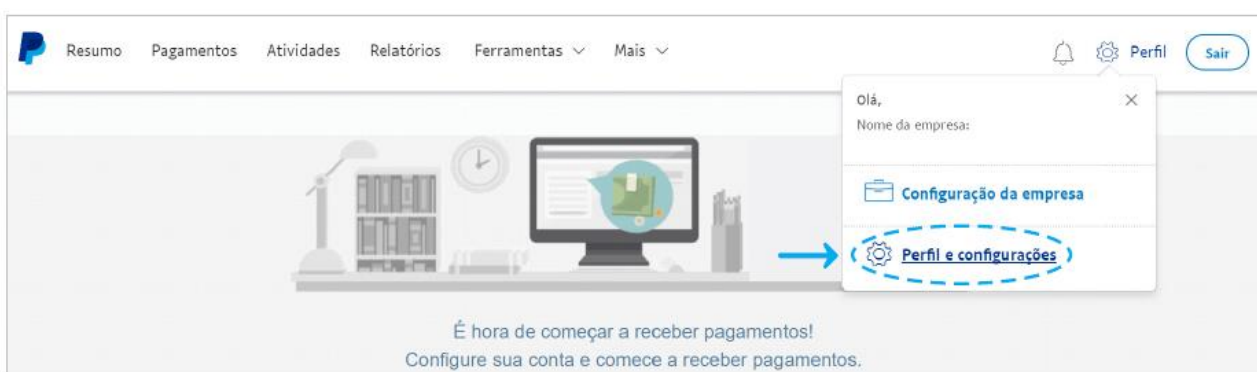 Resumo Pagamentos Atividades Relatórios Ferramentas Mais Perfil Sair
Olá,
Nome da empresa:
Configuração da empresa
Perfil e configurações
É hora de começar a receber pagamentos!
Configure sua conta e comece a receber pagamentos.